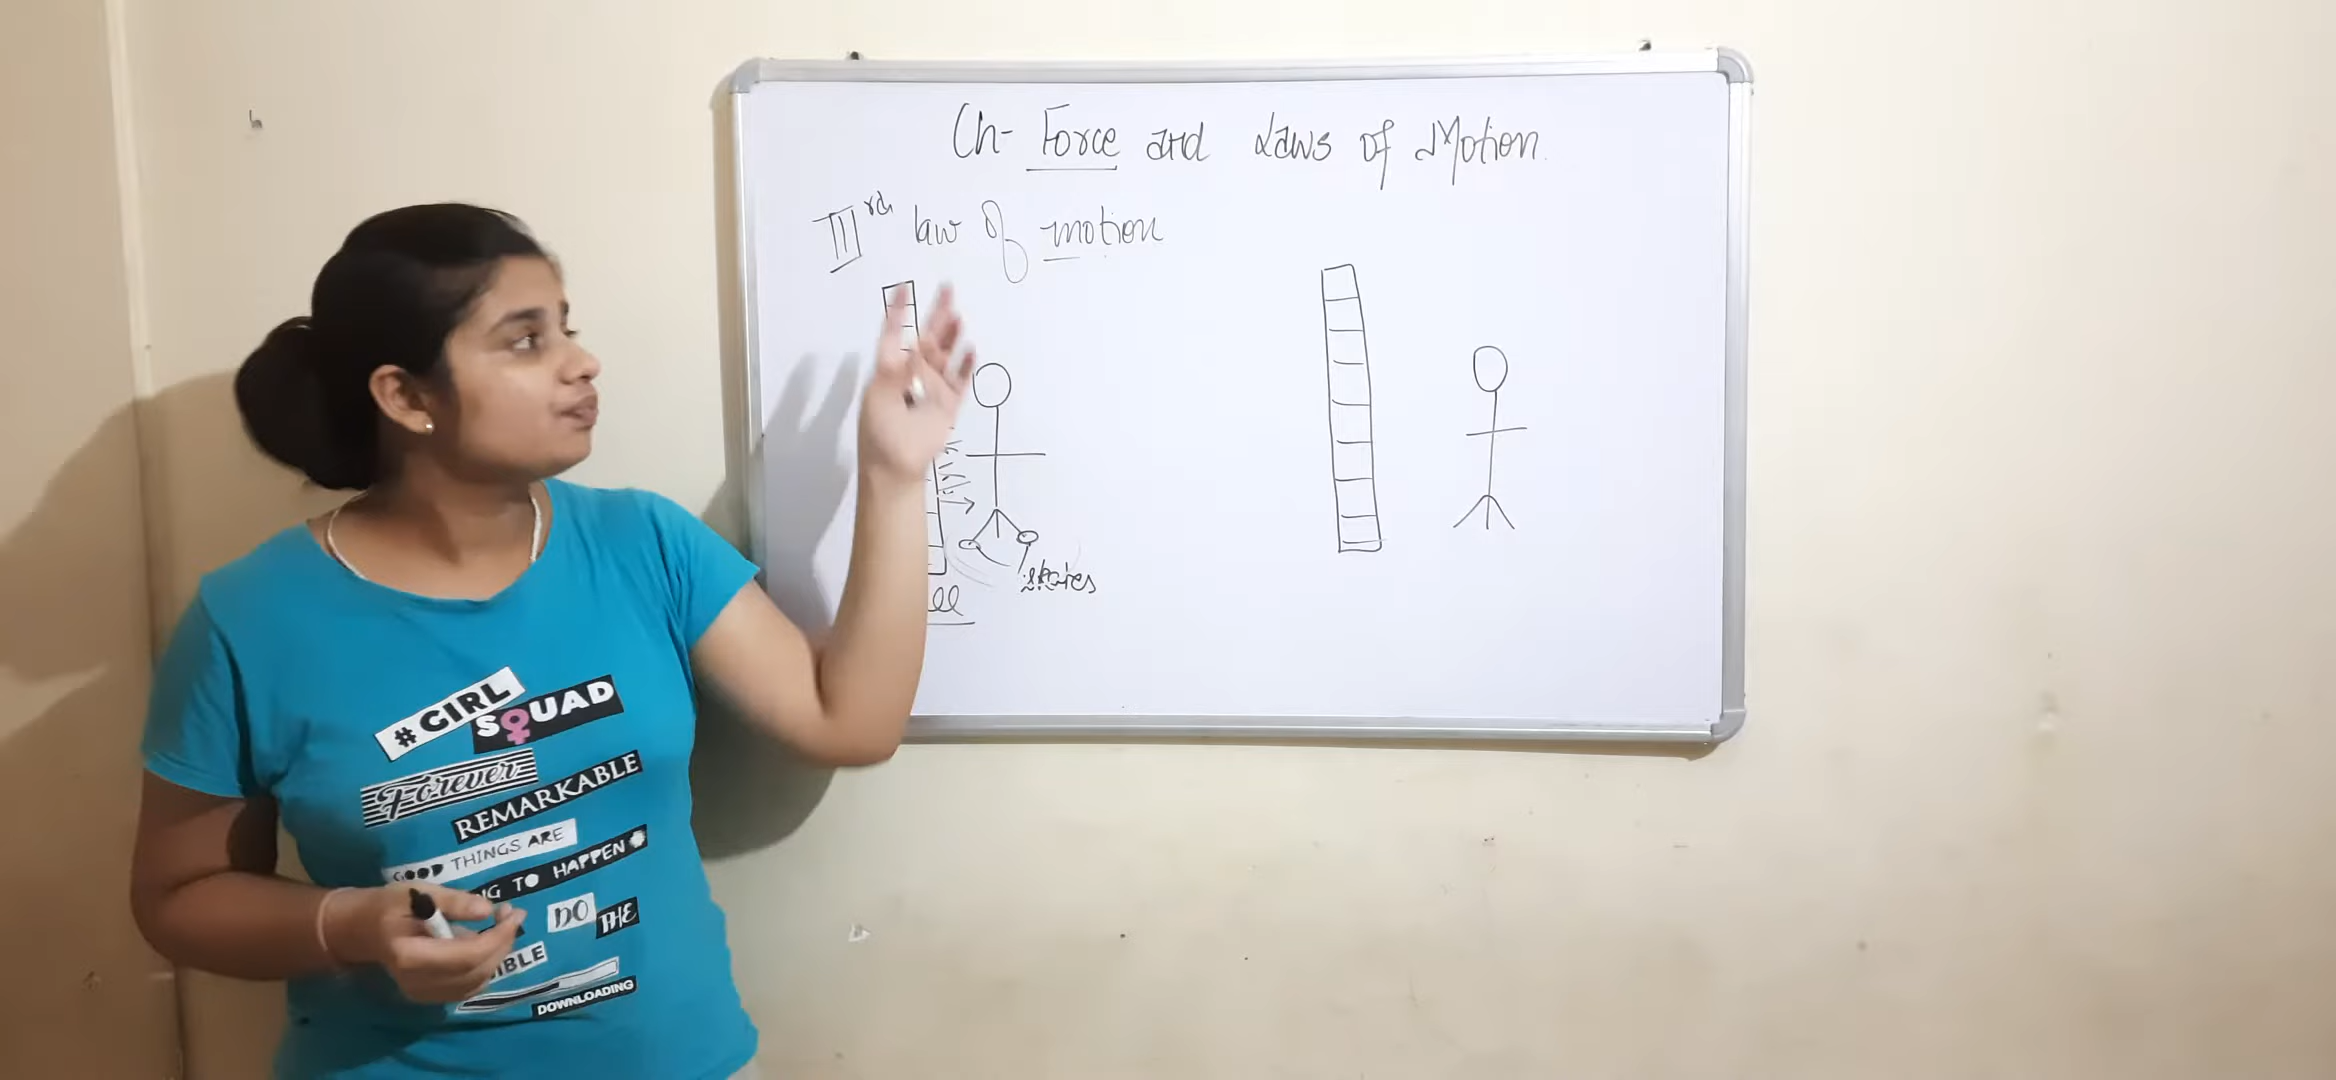 Ch- Force and Laws of Motion.
IIIrd law of motion
skates
#GIRL
SQUAD
Forever
REMARKABLE
GOOD THINGS ARE
TO HAPPEN
DO THE
DOWNLOADING